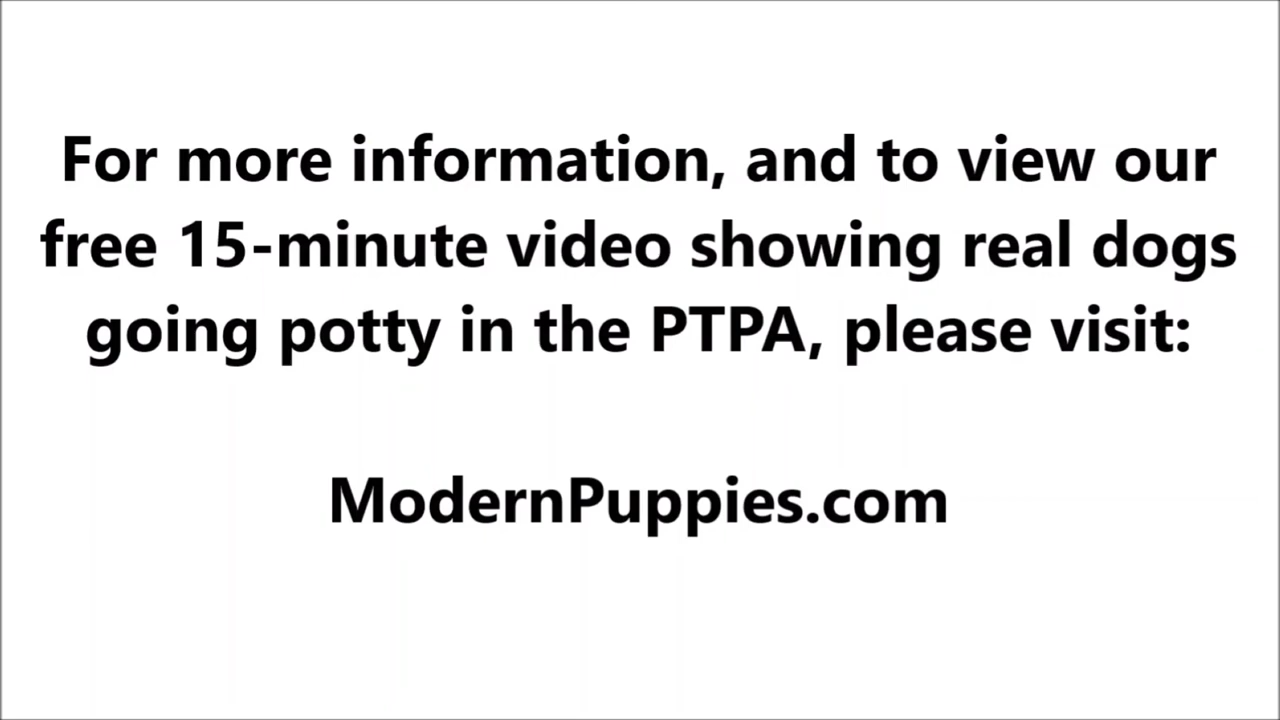 For more information, and to view our
free 15-minute video showing real dogs
going potty in the PTPA, please visit:
ModernPuppies.com